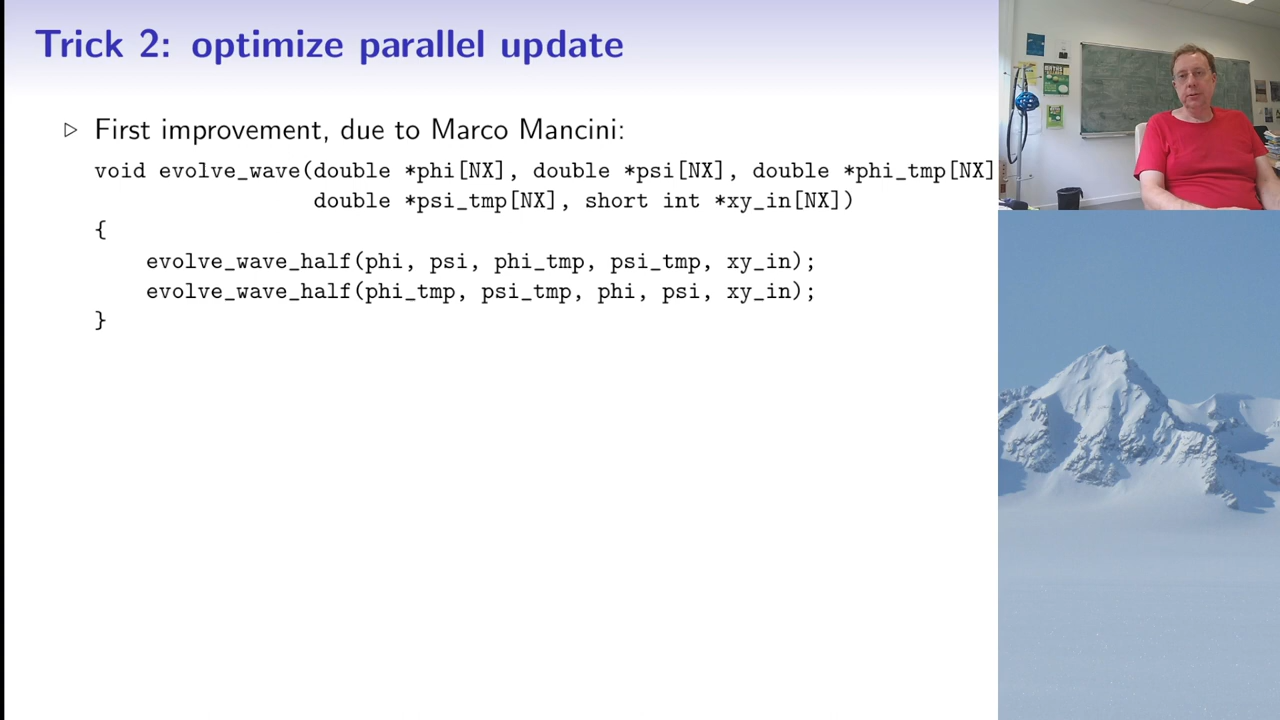 Trick 2: optimize parallel update
▷ First improvement, due to Marco Mancini:
void evolve_wave(double *phi[NX], double *psi[NX], double *phi_tmp[NX]
double *psi_tmp[NX], short int *xy_in[NX])
{
evolve_wave_half(phi, psi, phi_tmp, psi_tmp, xy_in);
evolve_wave_half(phi_tmp, psi_tmp, phi, psi, xy_in);
}